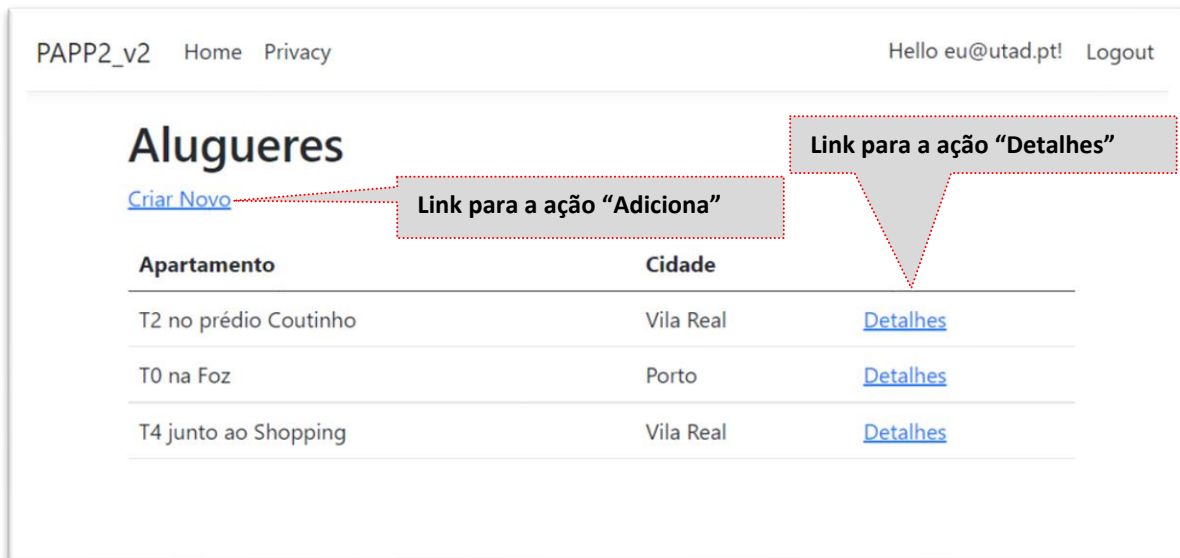 PAPP2_v2 Home Privacy Hello eu@utad.pt! Logout
Alugueres
Link para a ação “Detalhes”
Criar Novo
Link para a ação “Adiciona”
Apartamento Cidade
T2 no prédio Coutinho Vila Real Detalhes
T0 na Foz Porto Detalhes
T4 junto ao Shopping Vila Real Detalhes